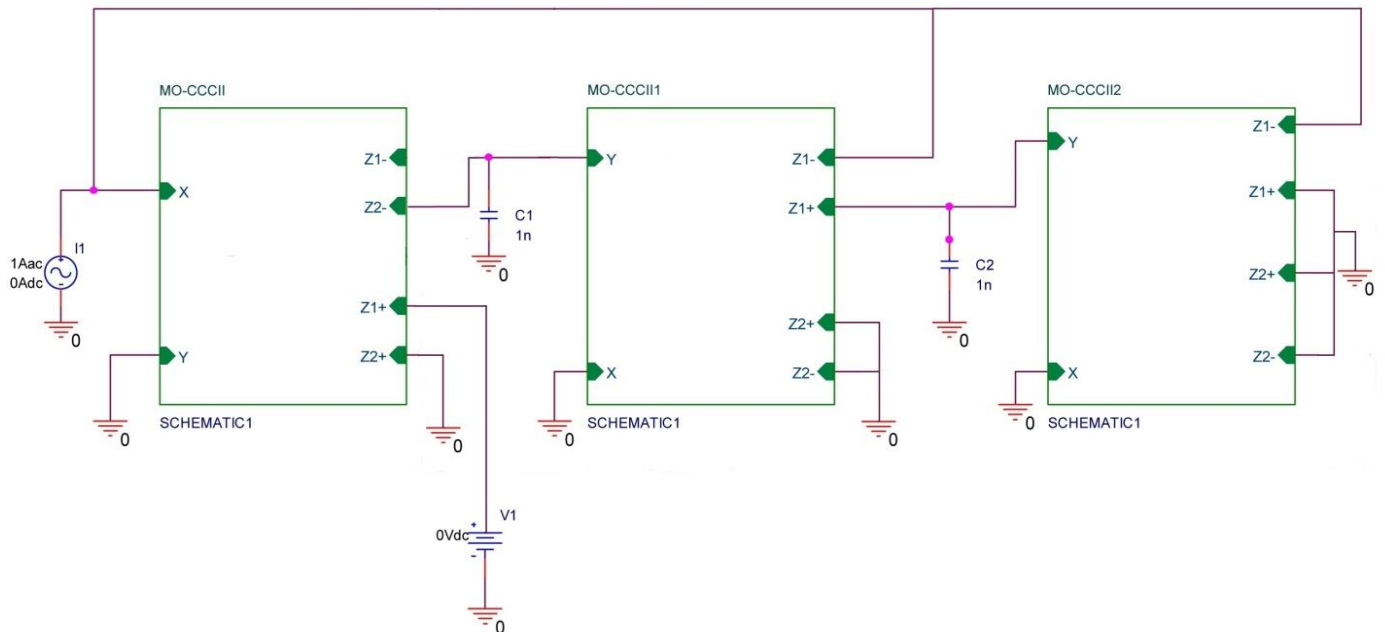 MO-CCCII
MO-CCCII1
MO-CCCII2
Z1-
Y
Z1-
Z1-
Y
Z1-
X
Z2-
C1
1n
Z1+
Z1+
I1
1Aac
0Adc
0
C2
1n
Z2+
0
0
Z1+
Z2+
0
Y
Z2+
X
Z2-
Z2-
X
0
0
0
0
0
SCHEMATIC1
SCHEMATIC1
SCHEMATIC1
V1
0Vdc
0